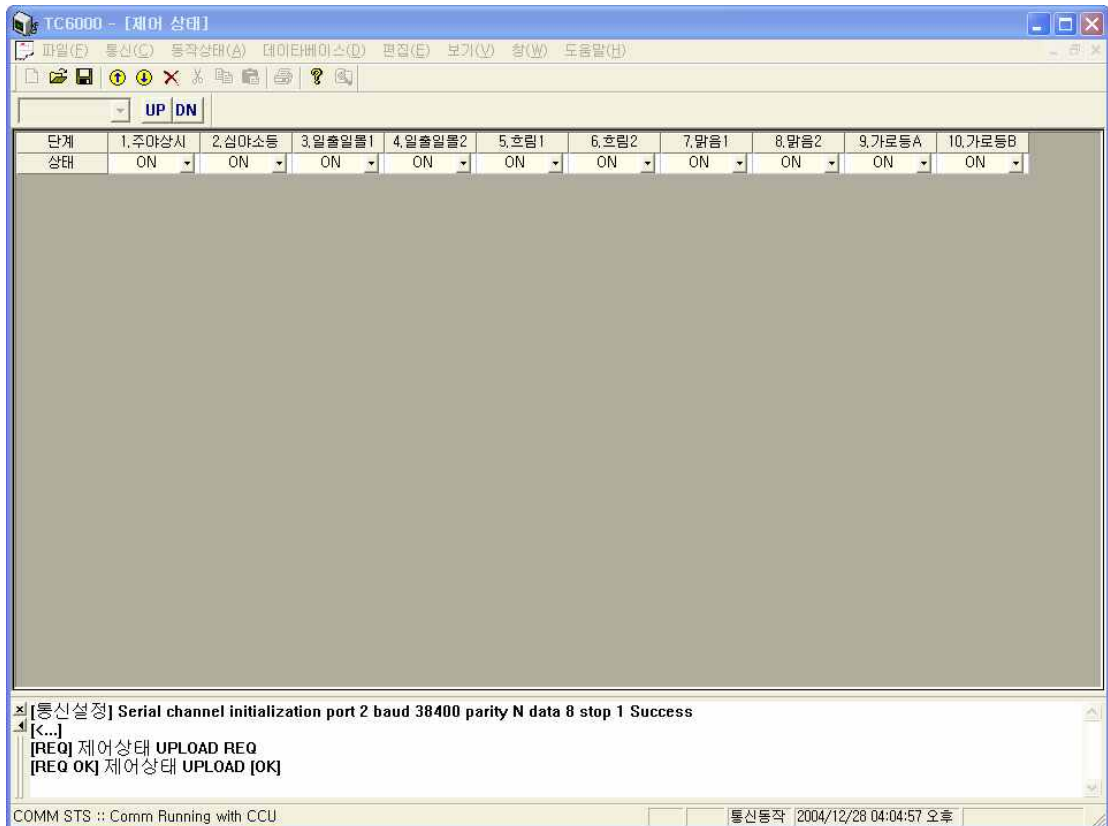 TC6000 - [제어 상태]
파일(F) 통신(C) 동작상태(A) 데이타베이스(D) 편집(E) 보기(V) 창(W) 도움말(H)
UP DN
단계 1.주야상시 2.심야소등 3.일출일몰1 4.일출일몰2 5.흐림1 6.흐림2 7.맑음1 8.맑음2 9.가로등A 10.가로등B
상태 ON ON ON ON ON ON ON ON ON ON
[통신설정] Serial channel initialization port 2 baud 38400 parity N data 8 stop 1 Success
[<...]
[REQ] 제어상태 UPLOAD REQ
[REQ OK] 제어상태 UPLOAD [OK]
COMM STS :: Comm Running with CCU 통신동작 2004/12/28 04:04:57 오후